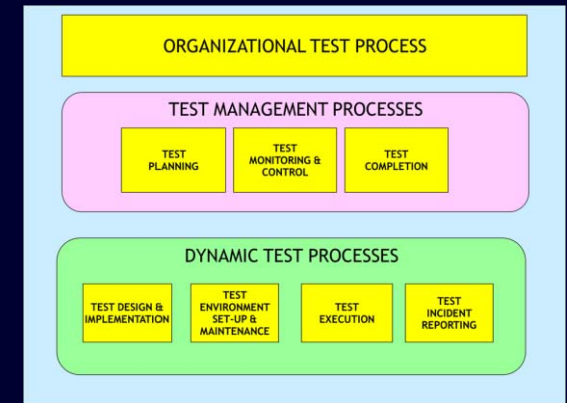 ORGANIZATIONAL TEST PROCESS
TEST MANAGEMENT PROCESSES
TEST
PLANNING
TEST
MONITORING &
CONTROL
TEST
COMPLETION
DYNAMIC TEST PROCESSES
TEST DESIGN &
IMPLEMENTATION
TEST
ENVIRONMENT
SET-UP &
MAINTENANCE
TEST
EXECUTION
TEST
INCIDENT
REPORTING